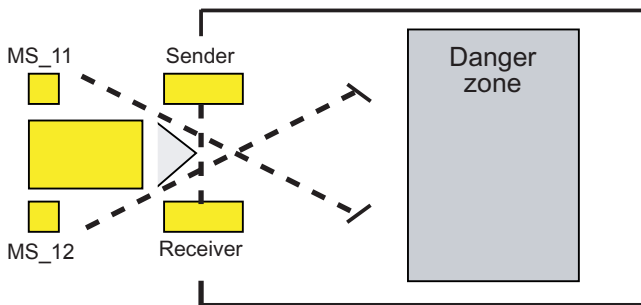 MS_11
Sender
Danger
zone
MS_12
Receiver